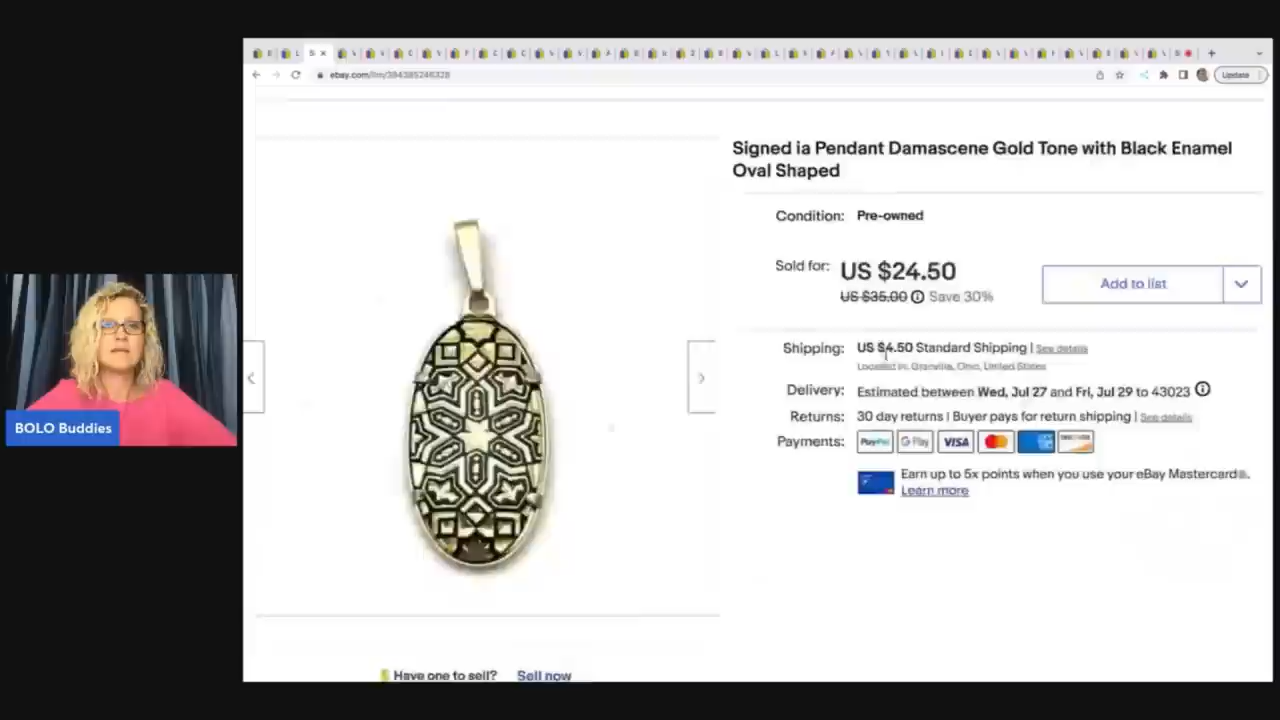 ebay.com/itm/394385246328
Update
Signed ia Pendant Damascene Gold Tone with Black Enamel
Oval Shaped
Condition: Pre-owned
Sold for: US $24.50
US $35.00 Save 30%
Add to list
Shipping: US $4.50 Standard Shipping | See details
Located in: Granville, Ohio, United States
Delivery: Estimated between Wed, Jul 27 and Fri, Jul 29 to 43023
Returns: 30 day returns | Buyer pays for return shipping | See details
Payments: PayPal G Pay VISA
Earn up to 5x points when you use your eBay Mastercard®.
Learn more
BOLO Buddies
Have one to sell? Sell now